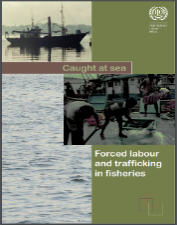 Caught at sea
Forced labour
and trafficking
in fisheries